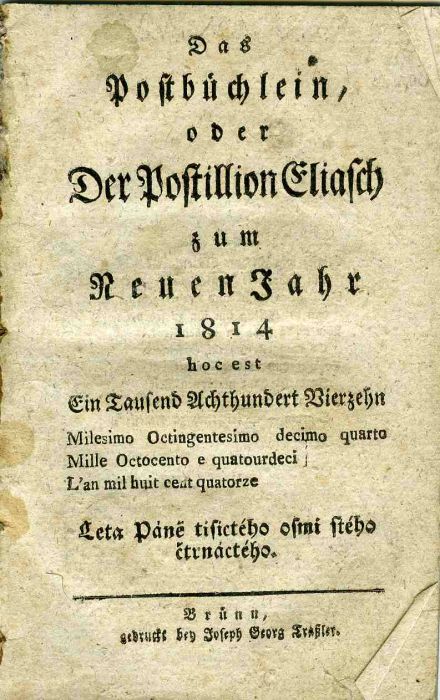 Das
Postbüchlein,
oder
Der Postillion Eliasch
zum
Neuen Jahr
1814
hoc est
Ein Tausend Achthundert Vierzehn
Milesimo Octingentesimo decimo quarto
Mille Octocento e quatourdeci
L'an mil huit cent quatorze
Leta Páně tisictého osmi stého
čtrnáctého.
Brünn,
gedruckt bey Joseph Georg Traßler.